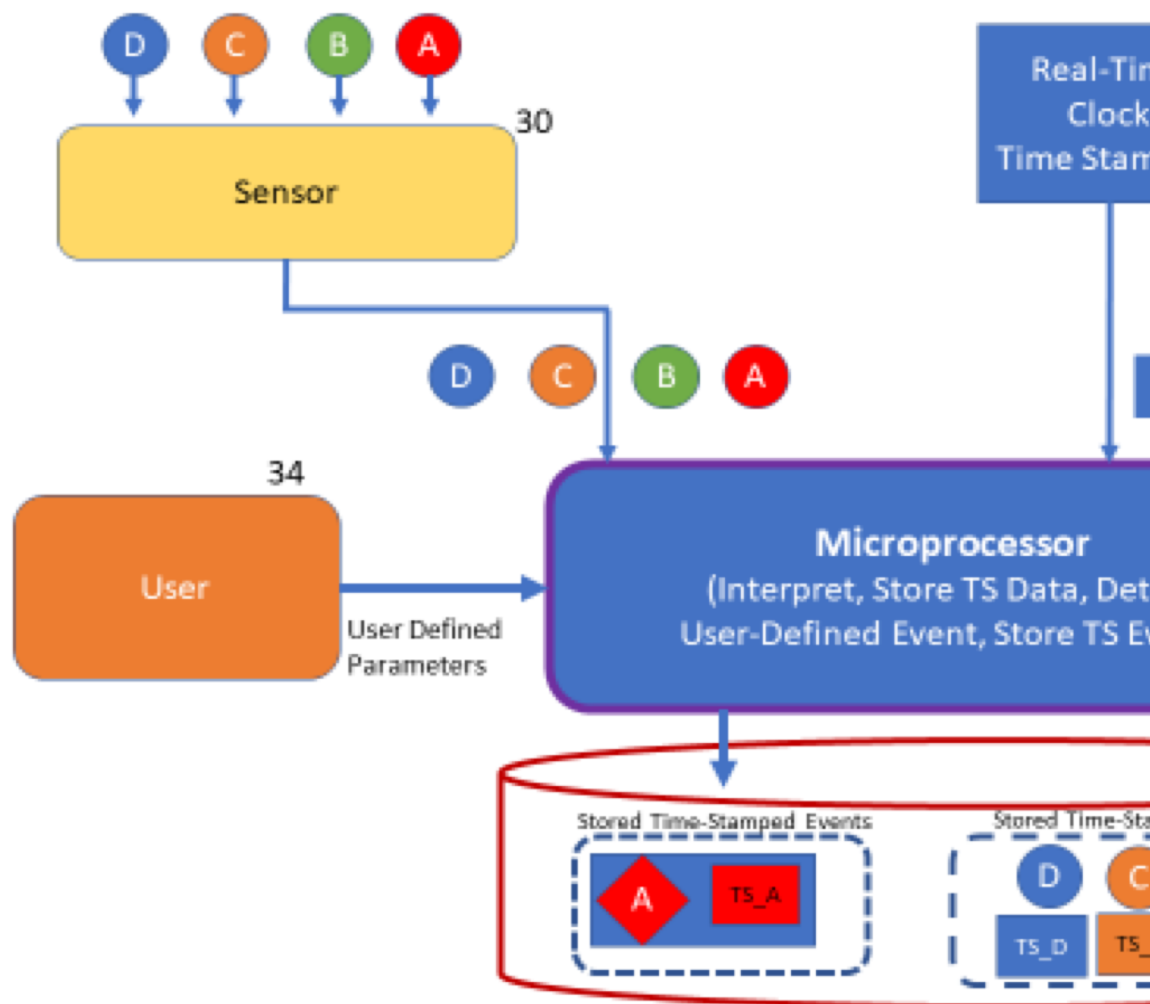 D C B A
30
Sensor
Real-Tim
Clock
Time Stam
D C B A
34
User
User Defined
Parameters
Microprocessor
(Interpret, Store TS Data, Det
User-Defined Event, Store TS Ev
Stored Time-Stamped Events
Stored Time-Sta
A TS_A
D C
TS_D TS_